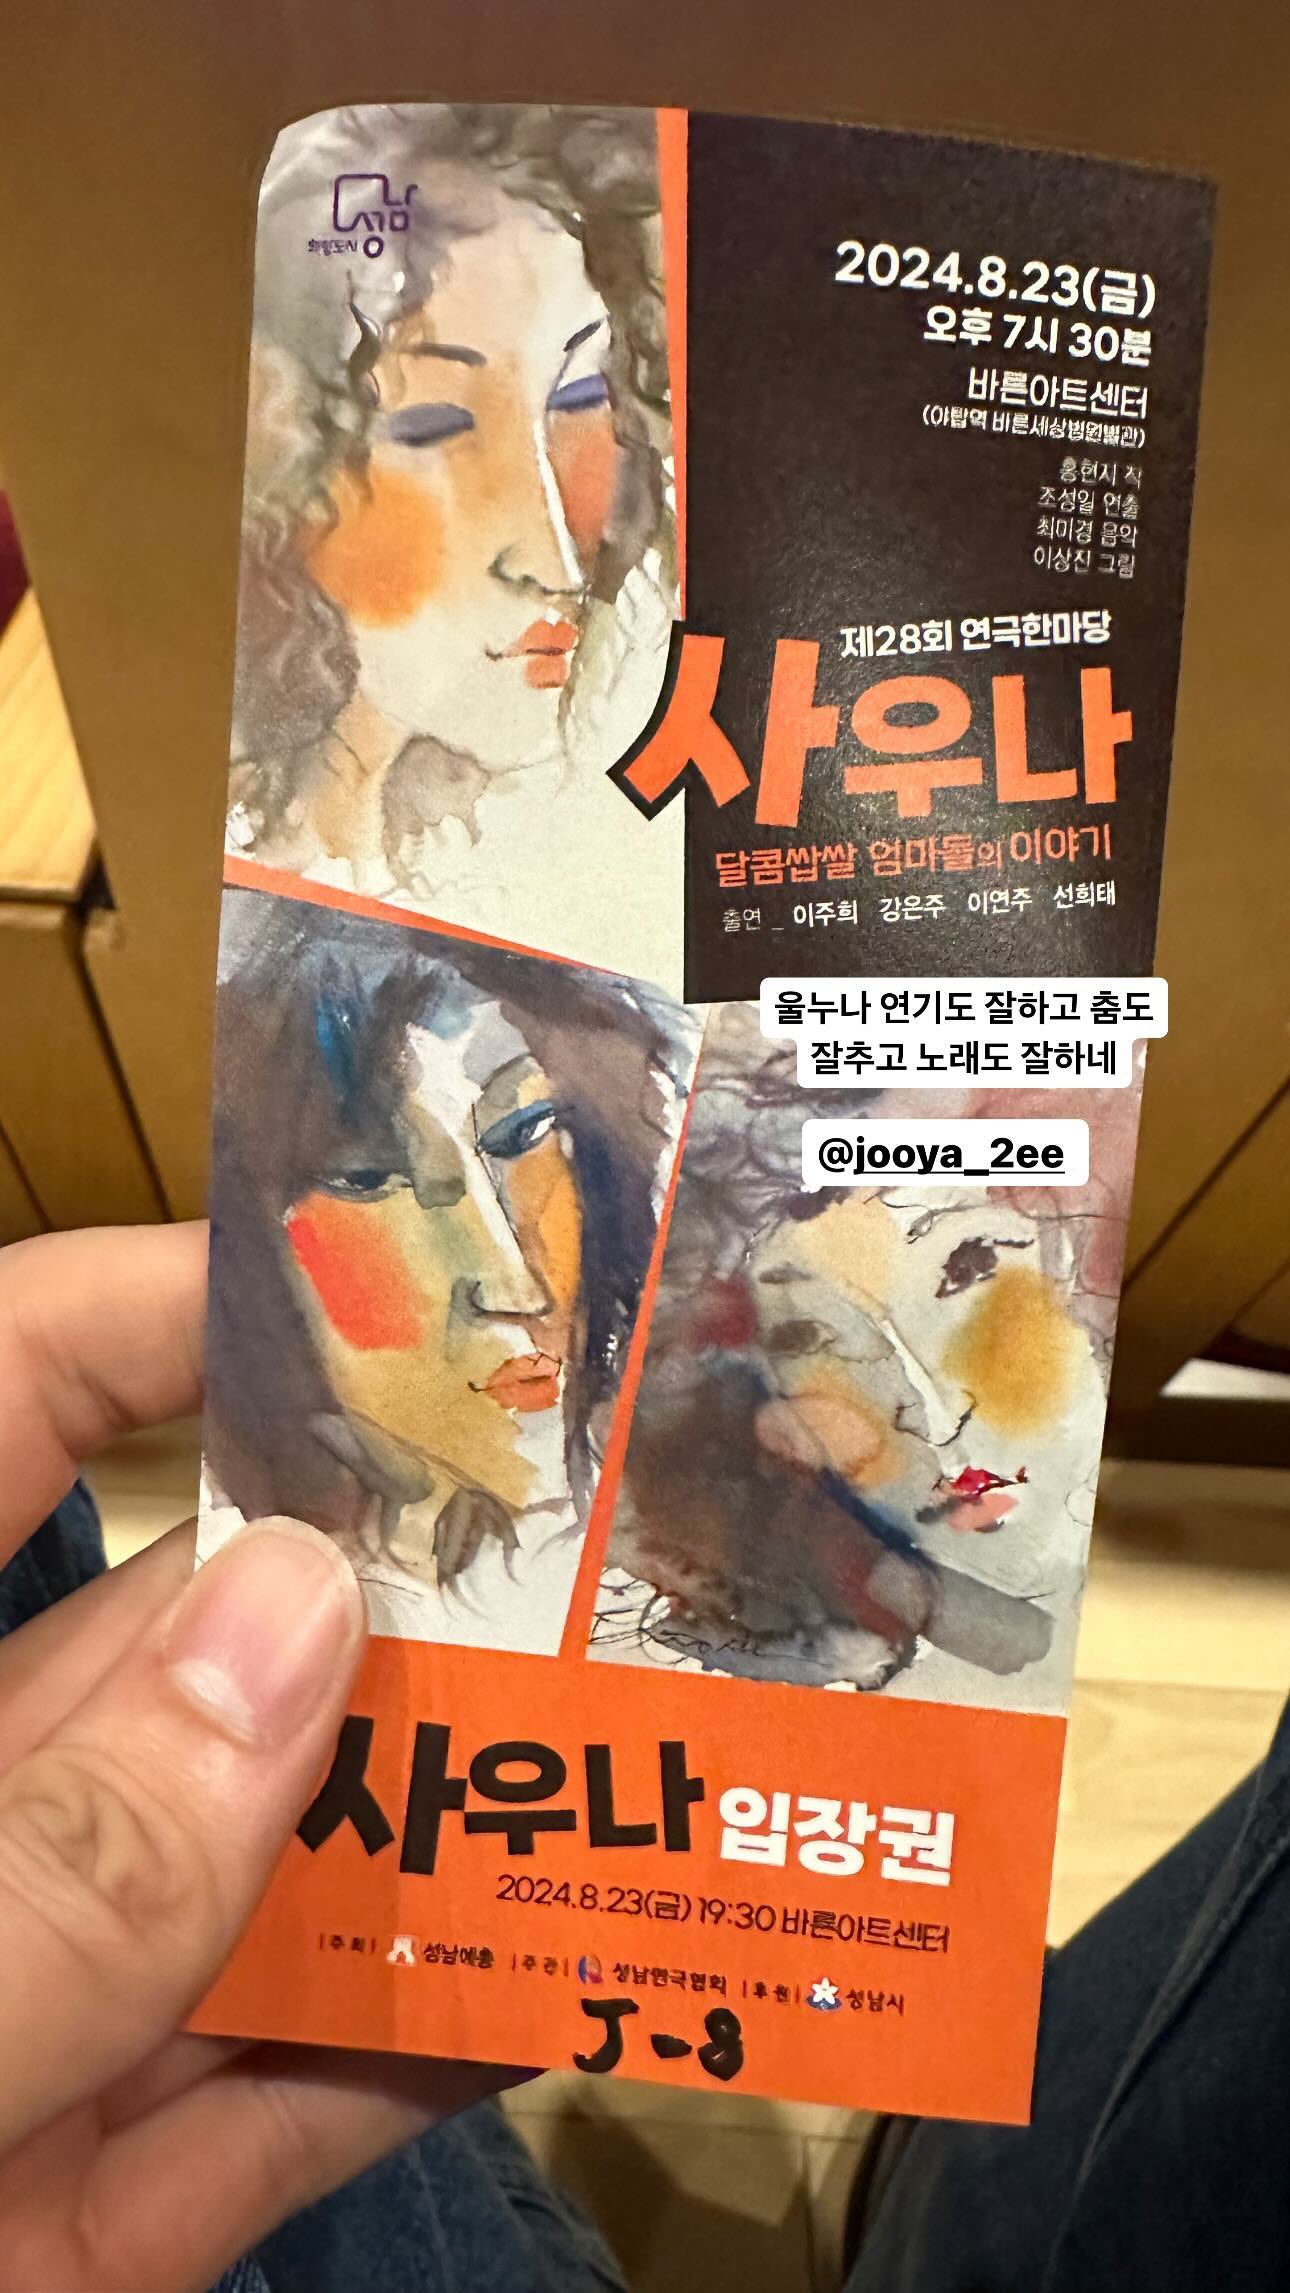 성남
희망도시
2024.8.23(금)
오후 7시 30분
바른아트센터
(야탑역 바른세상병원별관)
홍현지 작
조성일 연출
최미경 음악
이상진 그림
제28회 연극한마당
사우나
달콤쌉쌀 엄마들의 이야기
출연 _ 이주희 강은주 이연주 선희태
울누나 연기도 잘하고 춤도
잘추고 노래도 잘하네
@jooya_2ee
사우나 입장권
2024.8.23(금) 19:30 바른아트센터
|주최| 성남예총 |주관| 성남연극협회 |후원| 성남시
J-8